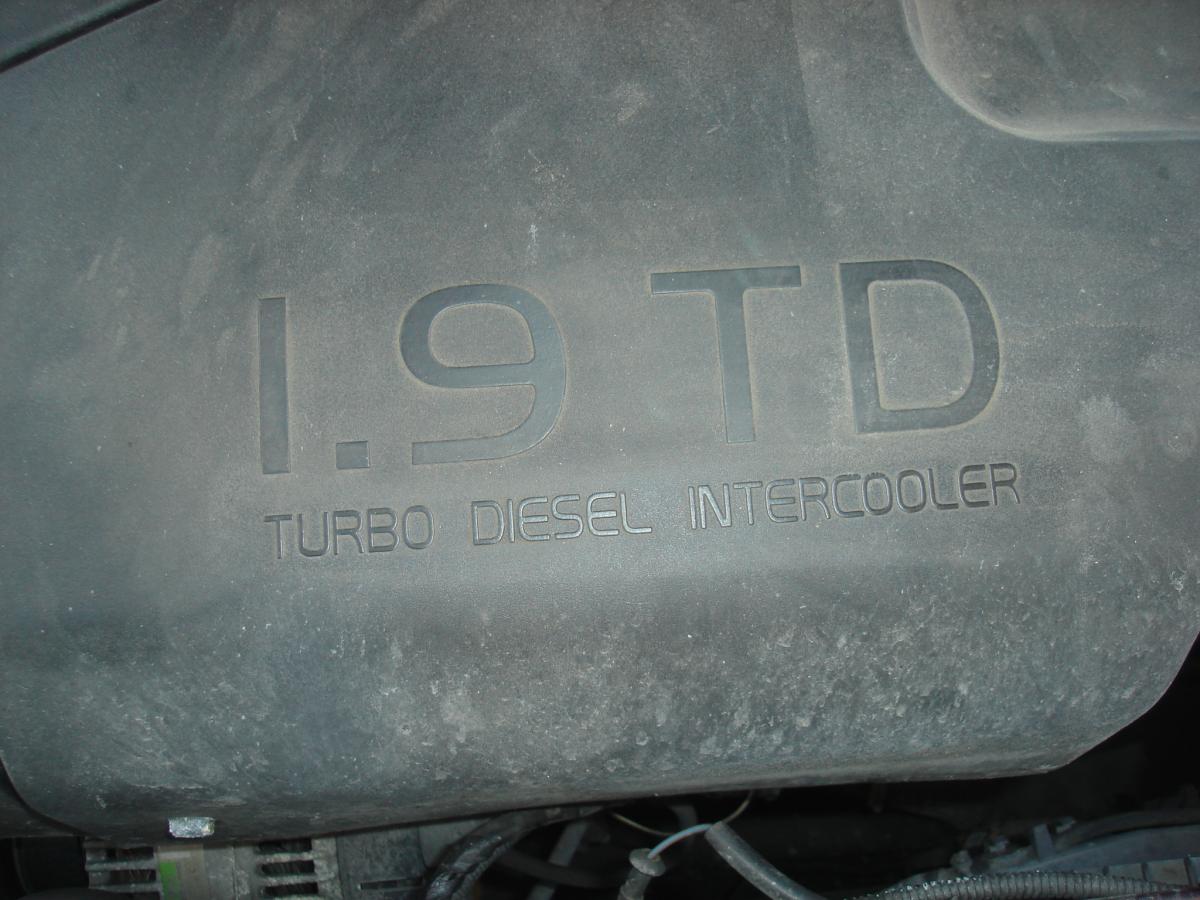 1.9 TD
TURBO DIESEL INTERCOOLER